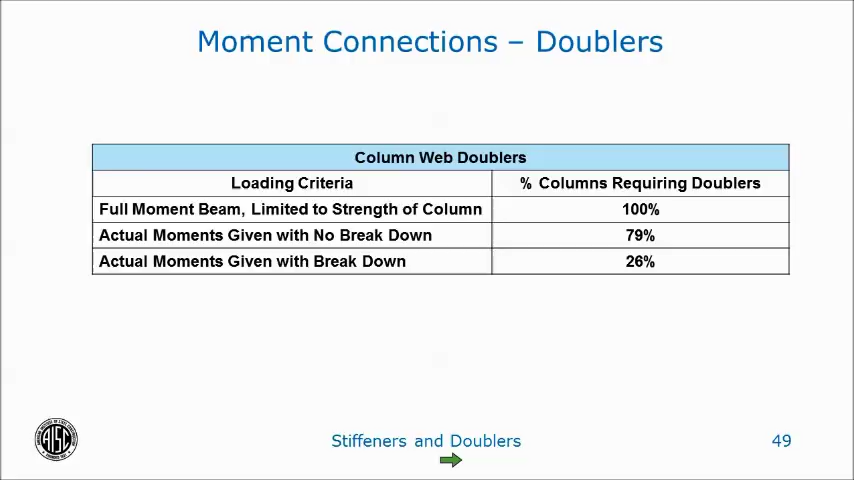 Moment Connections – Doublers
Column Web Doublers
Loading Criteria % Columns Requiring Doublers
Full Moment Beam, Limited to Strength of Column 100%
Actual Moments Given with No Break Down 79%
Actual Moments Given with Break Down 26%
AISC
Stiffeners and Doublers
49